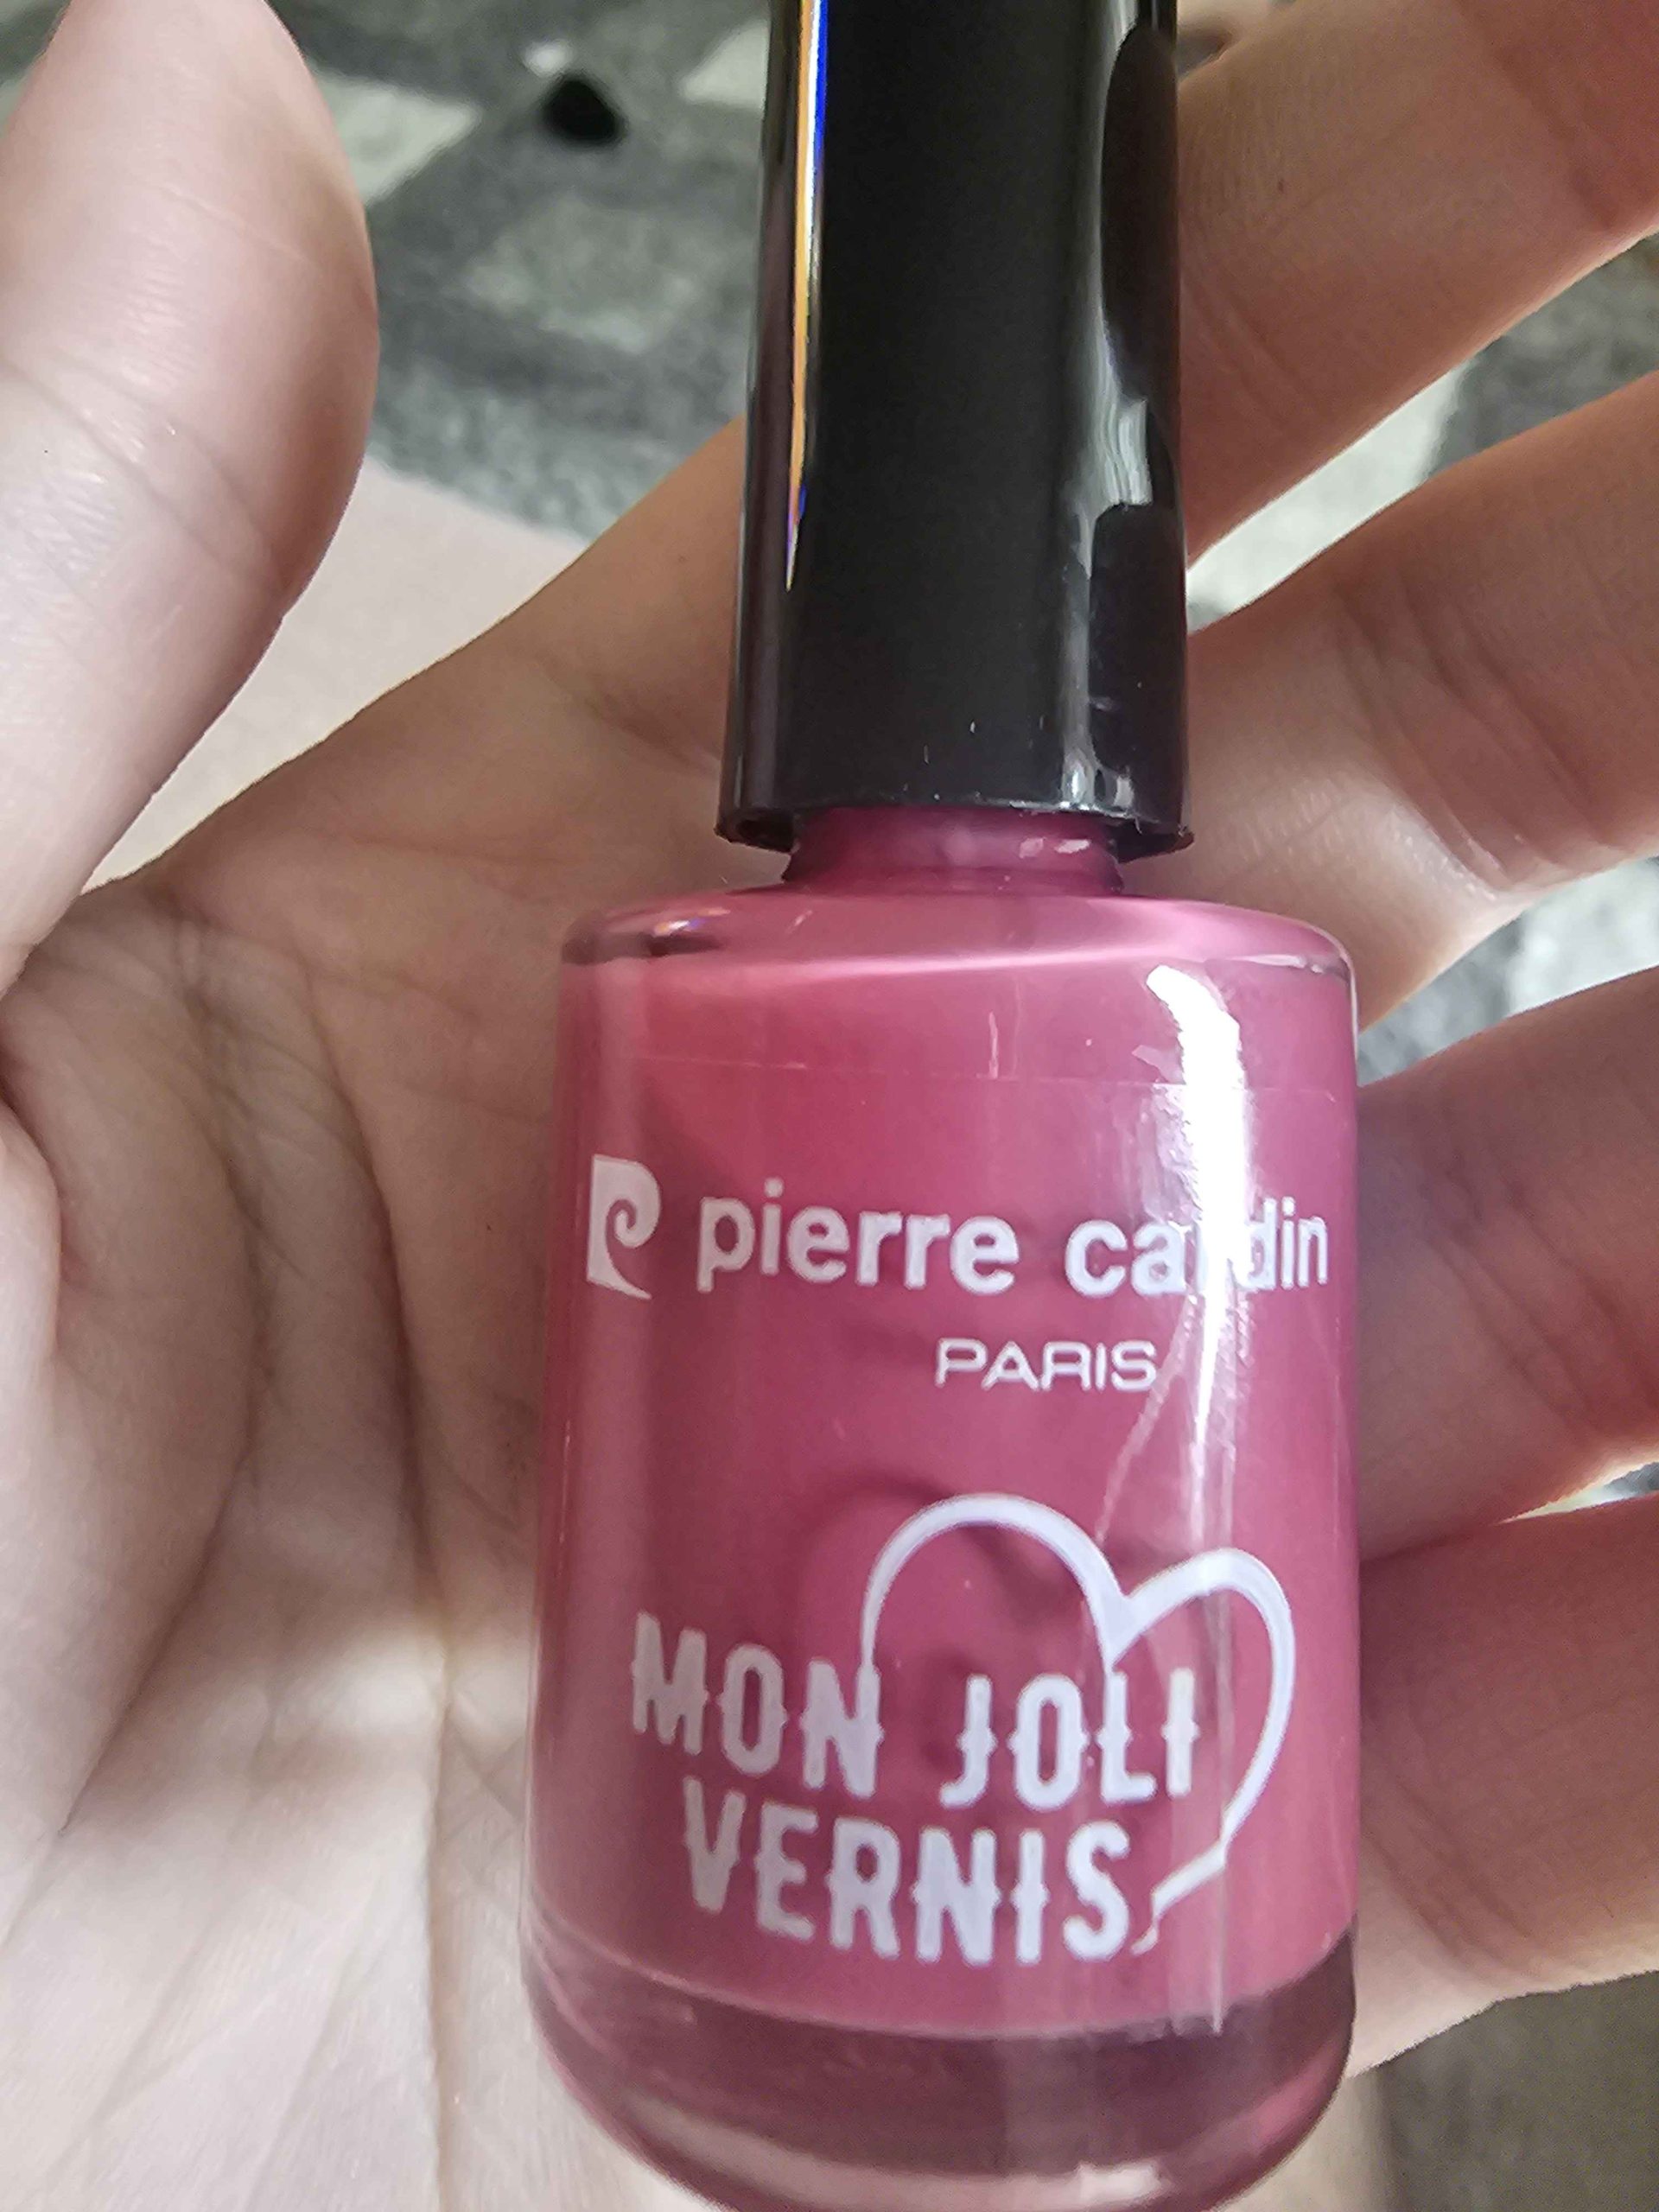 pierre cardin
PARIS
MON JOLI
VERNIS